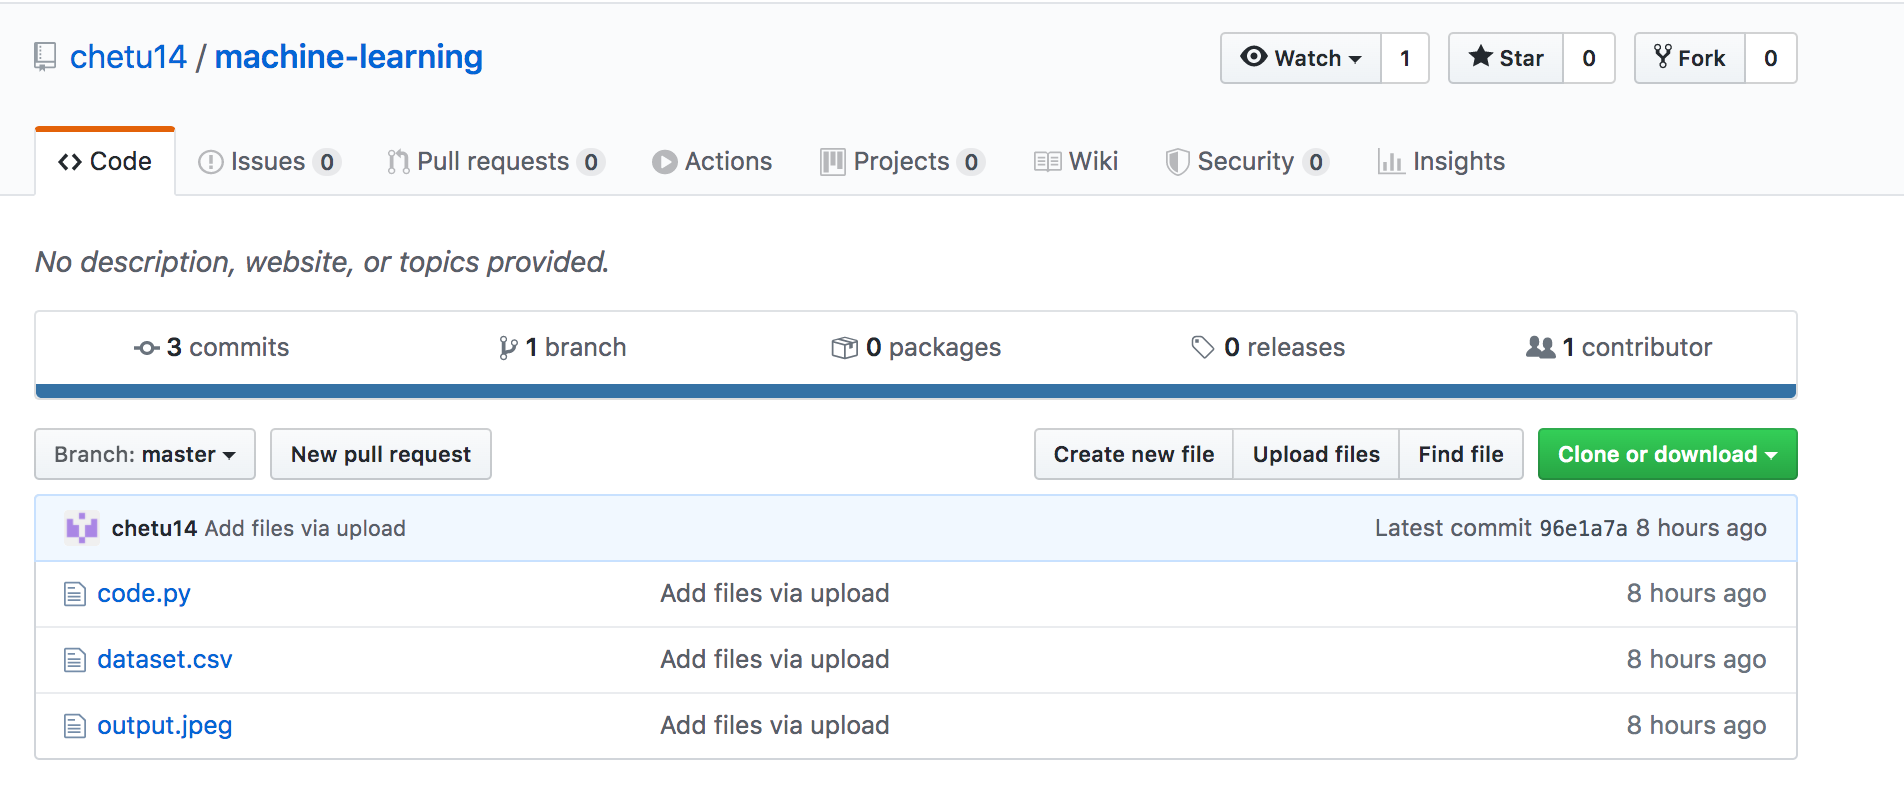 chetu14 / machine-learning
Watch 1 Star 0 Fork 0
Code Issues 0 Pull requests 0 Actions Projects 0 Wiki Security 0 Insights
No description, website, or topics provided.
3 commits 1 branch 0 packages 0 releases 1 contributor
Branch: master New pull request Create new file Upload files Find file Clone or download
chetu14 Add files via upload Latest commit 96e1a7a 8 hours ago
code.py Add files via upload 8 hours ago
dataset.csv Add files via upload 8 hours ago
output.jpeg Add files via upload 8 hours ago